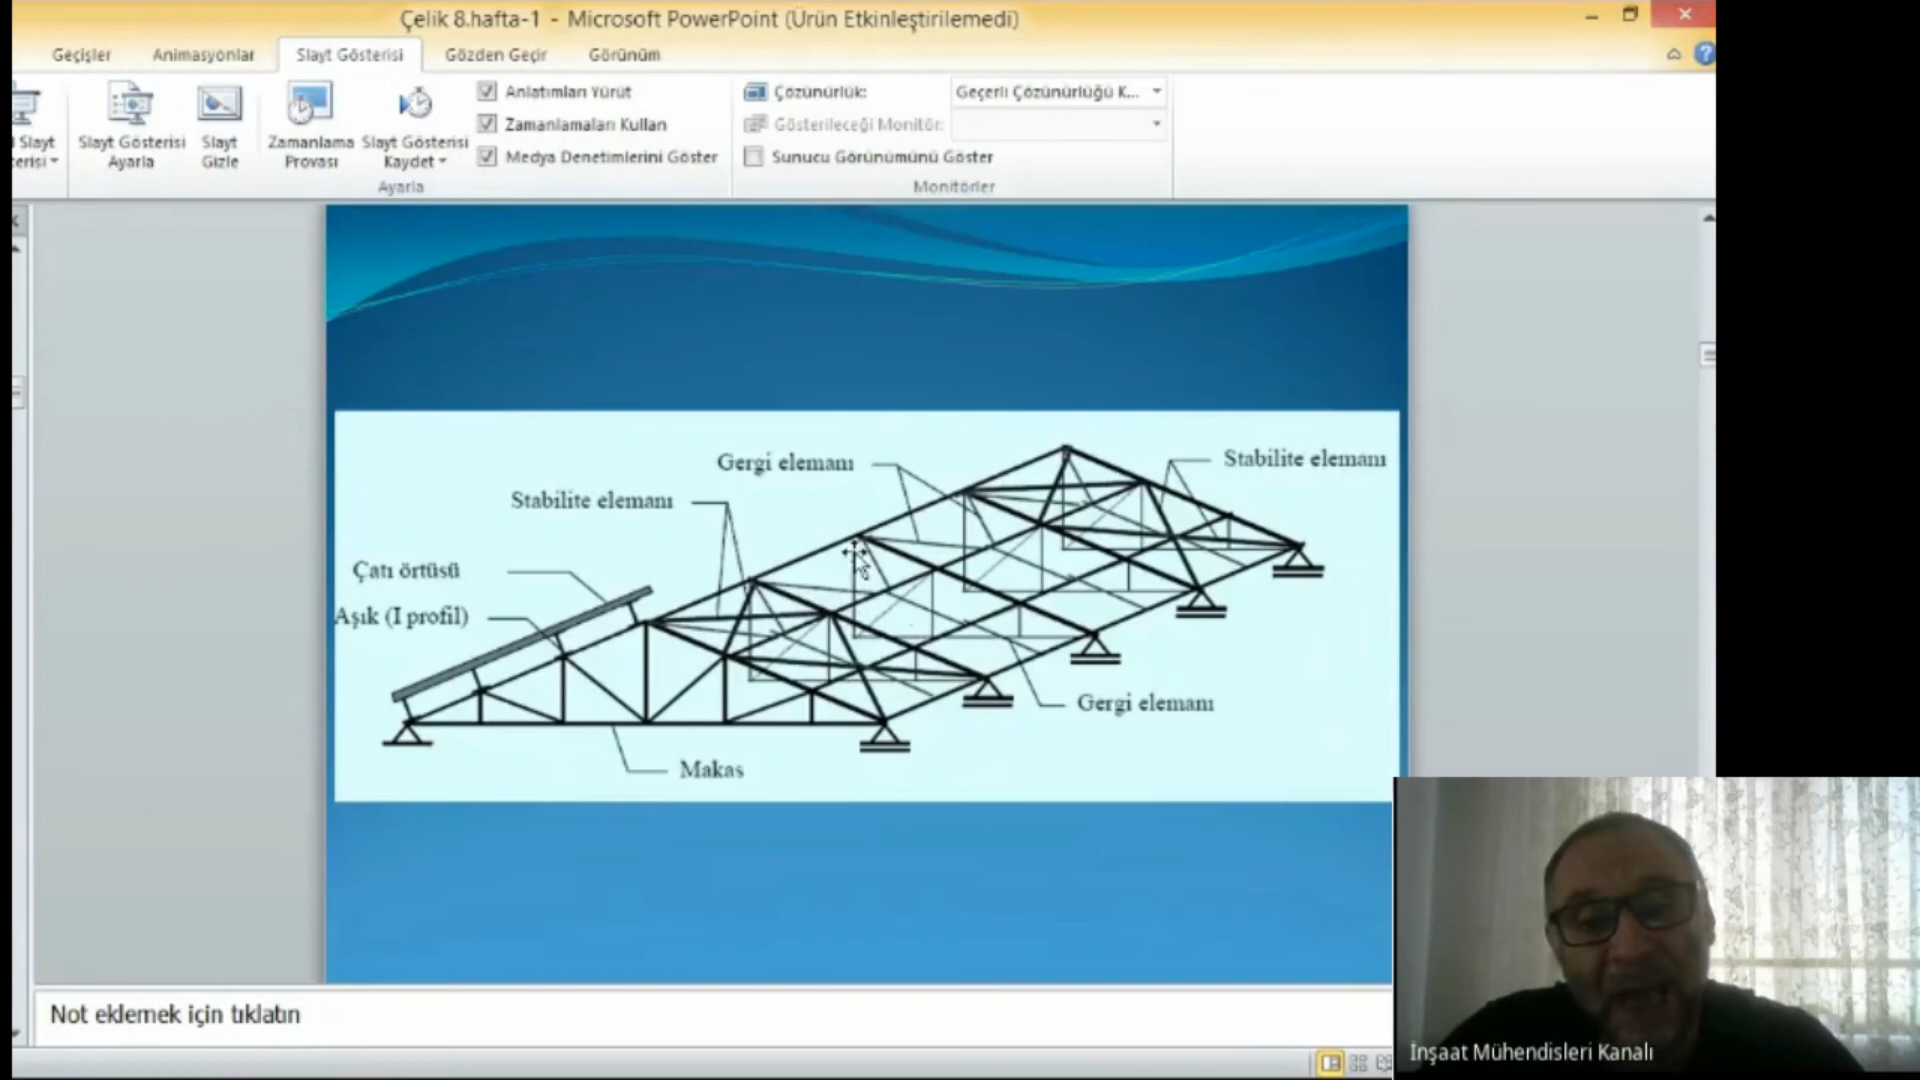 Çelik 8.hafta-1 - Microsoft PowerPoint (Ürün Etkinleştirilemedi)
Geçişler Animasyonlar Slayt Gösterisi Gözden Geçir Görünüm
Slayt
Slayt Gösterisi
Ayarla
Slayt
Gizle
Zamanlama
Provası
Slayt Gösterisi
Kaydet
Anlatımları Yürüt
Zamanlamaları Kullan
Medya Denetimlerini Göster
Ayarla
Çözünürlük: Geçerli Çözünürlüğü K...
Gösterileceği Monitör:
Sunucu Görünümünü Göster
Monitörler
Gergi elemanı
Stabilite elemanı
Stabilite elemanı
Çatı örtüsü
Aşık (I profil)
Gergi elemanı
Makas
Not eklemek için tıklatın
İnşaat Mühendisleri Kanalı